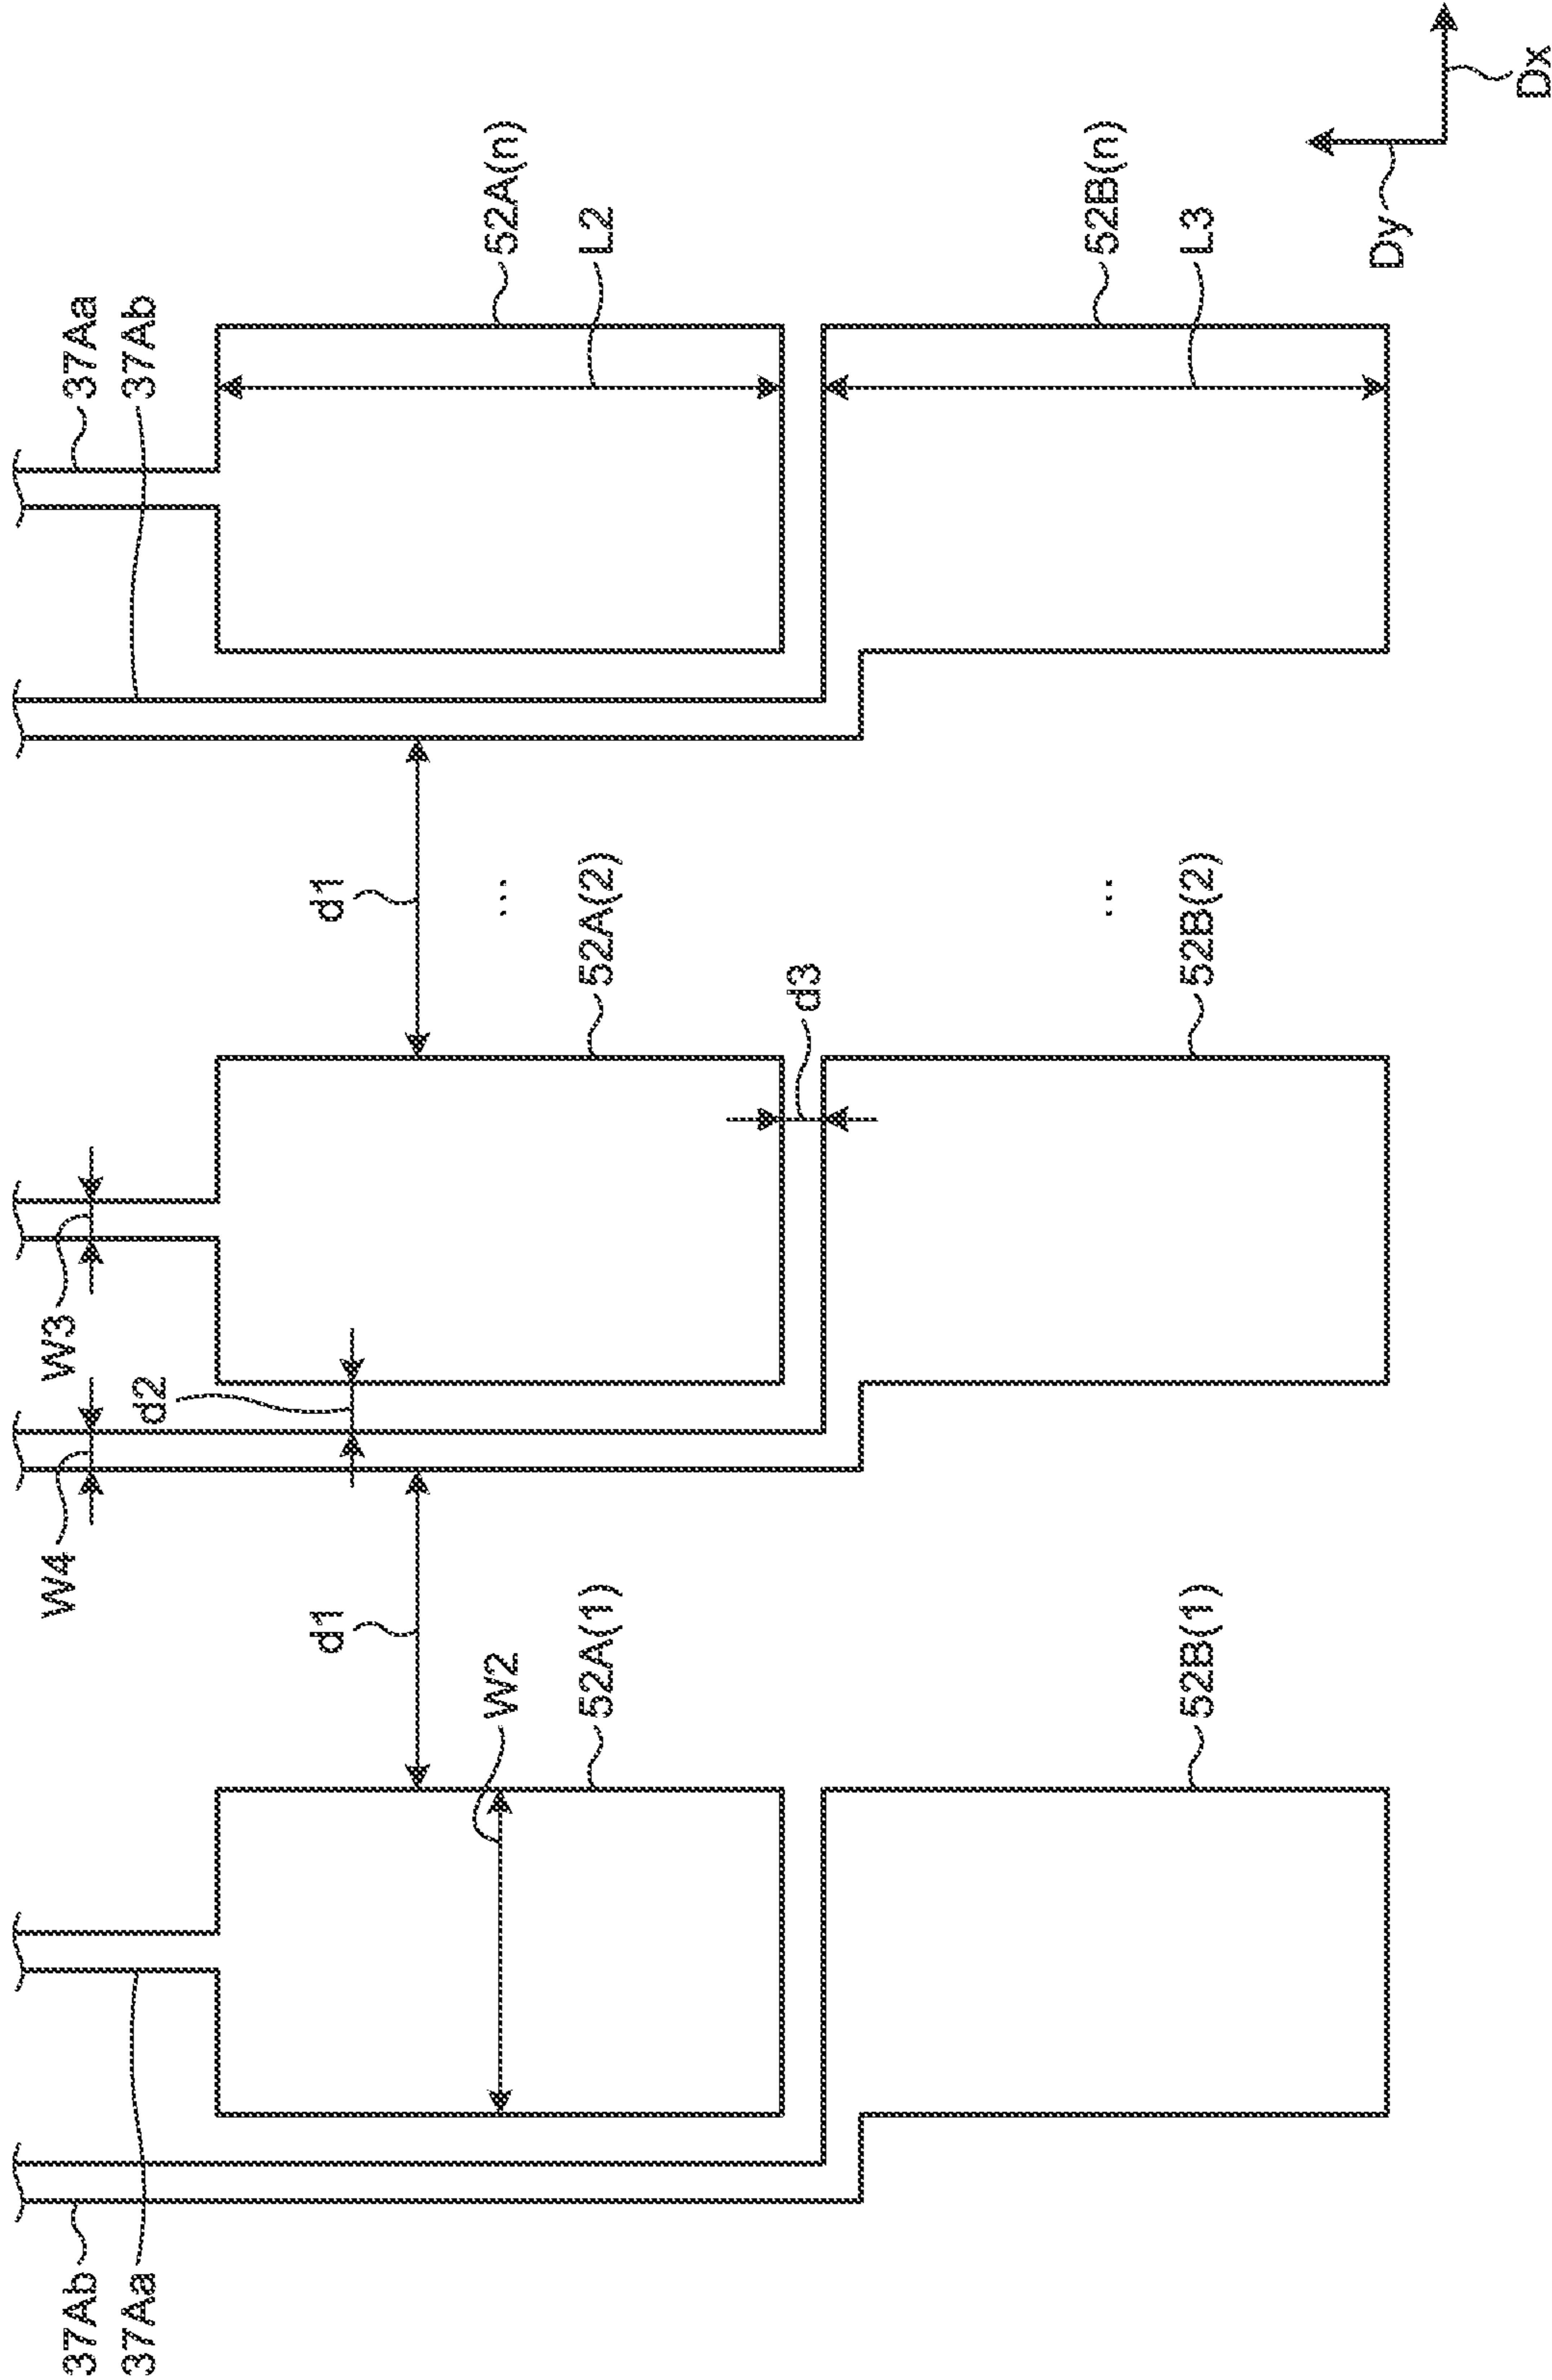 37Aa
37Ab
52A(n)
L2
52B(n)
L3
Dy
Dx
d1
...
52A(2)
...
52B(2)
d3
W3
d2
W4
d1
W2
52A(1)
52B(1)
37Ab
37Aa